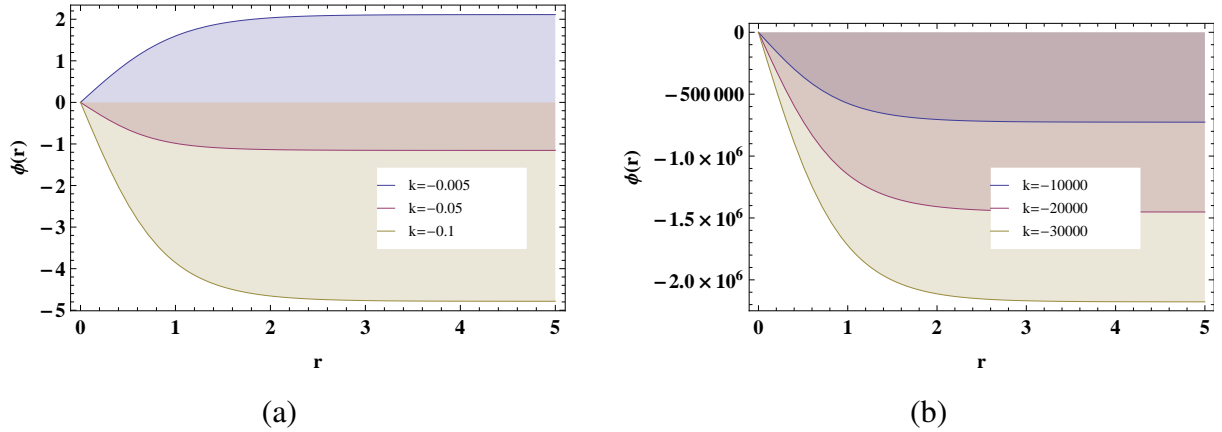 2
1
0
−1
−2
−3
−4
−5
ϕ(r)
k=−0.005
k=−0.05
k=−0.1
0 1 2 3 4 5
r
(a)
0
−500 000
−1.0 × 10⁶
−1.5 × 10⁶
−2.0 × 10⁶
ϕ(r)
k=−10000
k=−20000
k=−30000
0 1 2 3 4 5
r
(b)